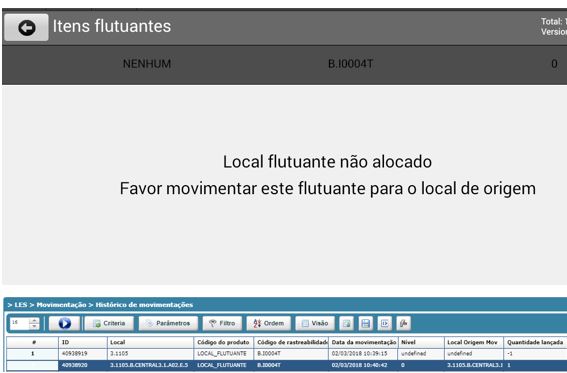 Itens flutuantes
Total: 1
Versio
NENHUM B.I0004T 0
Local flutuante não alocado
Favor movimentar este flutuante para o local de origem
> LES > Movimentação > Histórico de movimentações
Criteria Parâmetros Filtro Ordem Visão
# ID Local Código do produto Código de rastreabilidade Data da movimentação Nível Local Origem Mov Quantidade lançada
1 40938919 3.1105 LOCAL_FLUTUANTE B.I0004T 02/03/2018 10:39:15 undefined undefined -1
40938920 3.1105.B.CENTRAL3.1.A02.E.5 LOCAL_FLUTUANTE B.I0004T 02/03/2018 10:40:42 0 3.1105.B.CENTRAL3.1 1